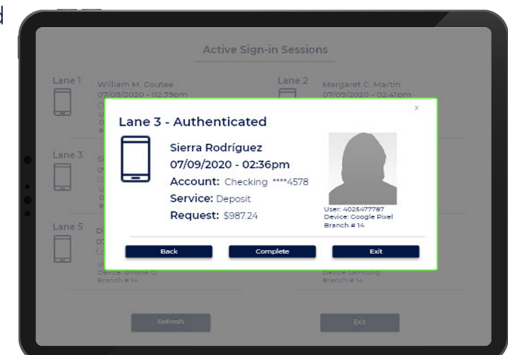 d
Active Sign-in Sessions
Lane 1
William M. Coutee
07/09/2020 - 02:39pm
Lane 2
Margaret C. Martin
07/09/2020 - 02:41pm
Lane 3
Lane 5
x
Lane 3 - Authenticated
Sierra Rodríguez
07/09/2020 - 02:36pm
Account: Checking ****4578
Service: Deposit
Request: $987.24
User: 4025477787
Device: Google Pixel
Branch # 14
Back
Complete
Exit
Branch # 14
Device Samsung
Branch # 14
Refresh
Exit